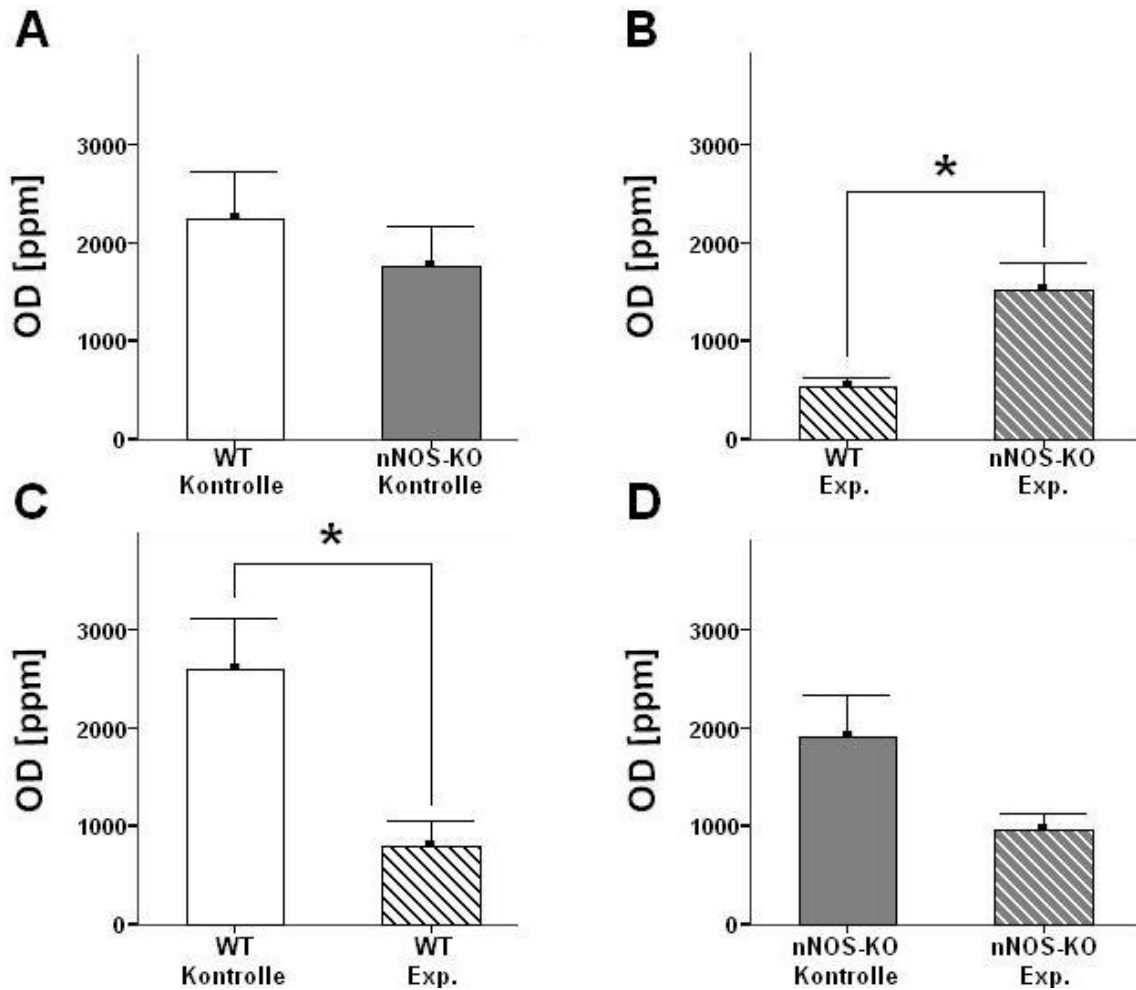 A
OD [ppm]
3000
2000
1000
0
WT
Kontrolle
nNOS-KO
Kontrolle
B
OD [ppm]
3000
2000
1000
0
*
WT
Exp.
nNOS-KO
Exp.
C
OD [ppm]
3000
2000
1000
0
*
WT
Kontrolle
WT
Exp.
D
OD [ppm]
3000
2000
1000
0
nNOS-KO
Kontrolle
nNOS-KO
Exp.